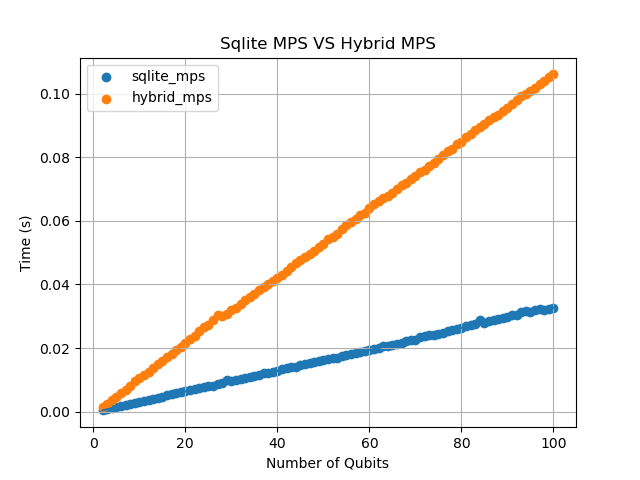 Sqlite MPS VS Hybrid MPS
sqlite_mps
hybrid_mps
0.10
0.08
0.06
0.04
0.02
0.00
Time (s)
0 20 40 60 80 100
Number of Qubits